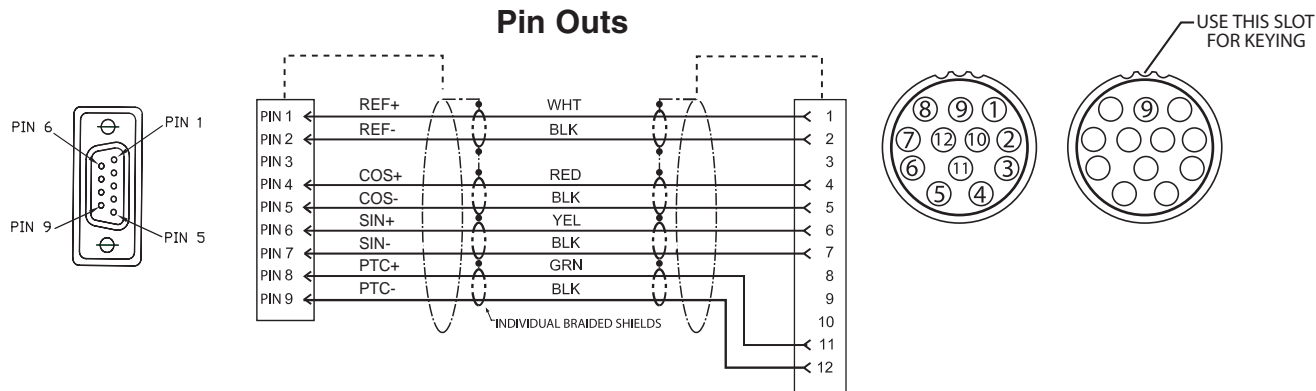 Pin Outs
USE THIS SLOT
FOR KEYING
PIN 6
PIN 1
PIN 9
PIN 5
PIN 1 REF+ WHT 1
PIN 2 REF- BLK 2
PIN 3 3
PIN 4 COS+ RED 4
PIN 5 COS- BLK 5
PIN 6 SIN+ YEL 6
PIN 7 SIN- BLK 7
PIN 8 PTC+ GRN 8
PIN 9 PTC- BLK 9
INDIVIDUAL BRAIDED SHIELDS
10
11
12
8 9 1
7 12 10 2
6 11 3
5 4
9